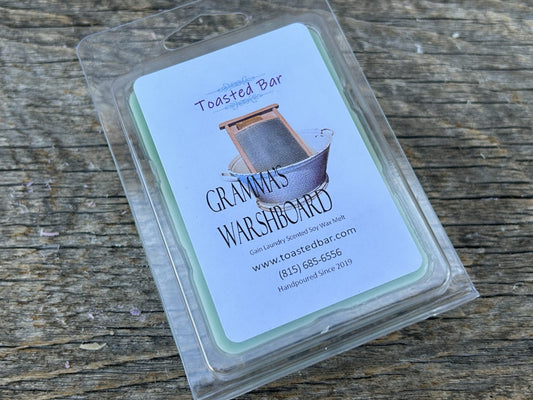 Toasted Bar
GRAMMA'S
WARSHBOARD
Gain Laundry Scented Soy Wax Melt
www.toastedbar.com
(815) 685-6556
Handpoured Since 2019